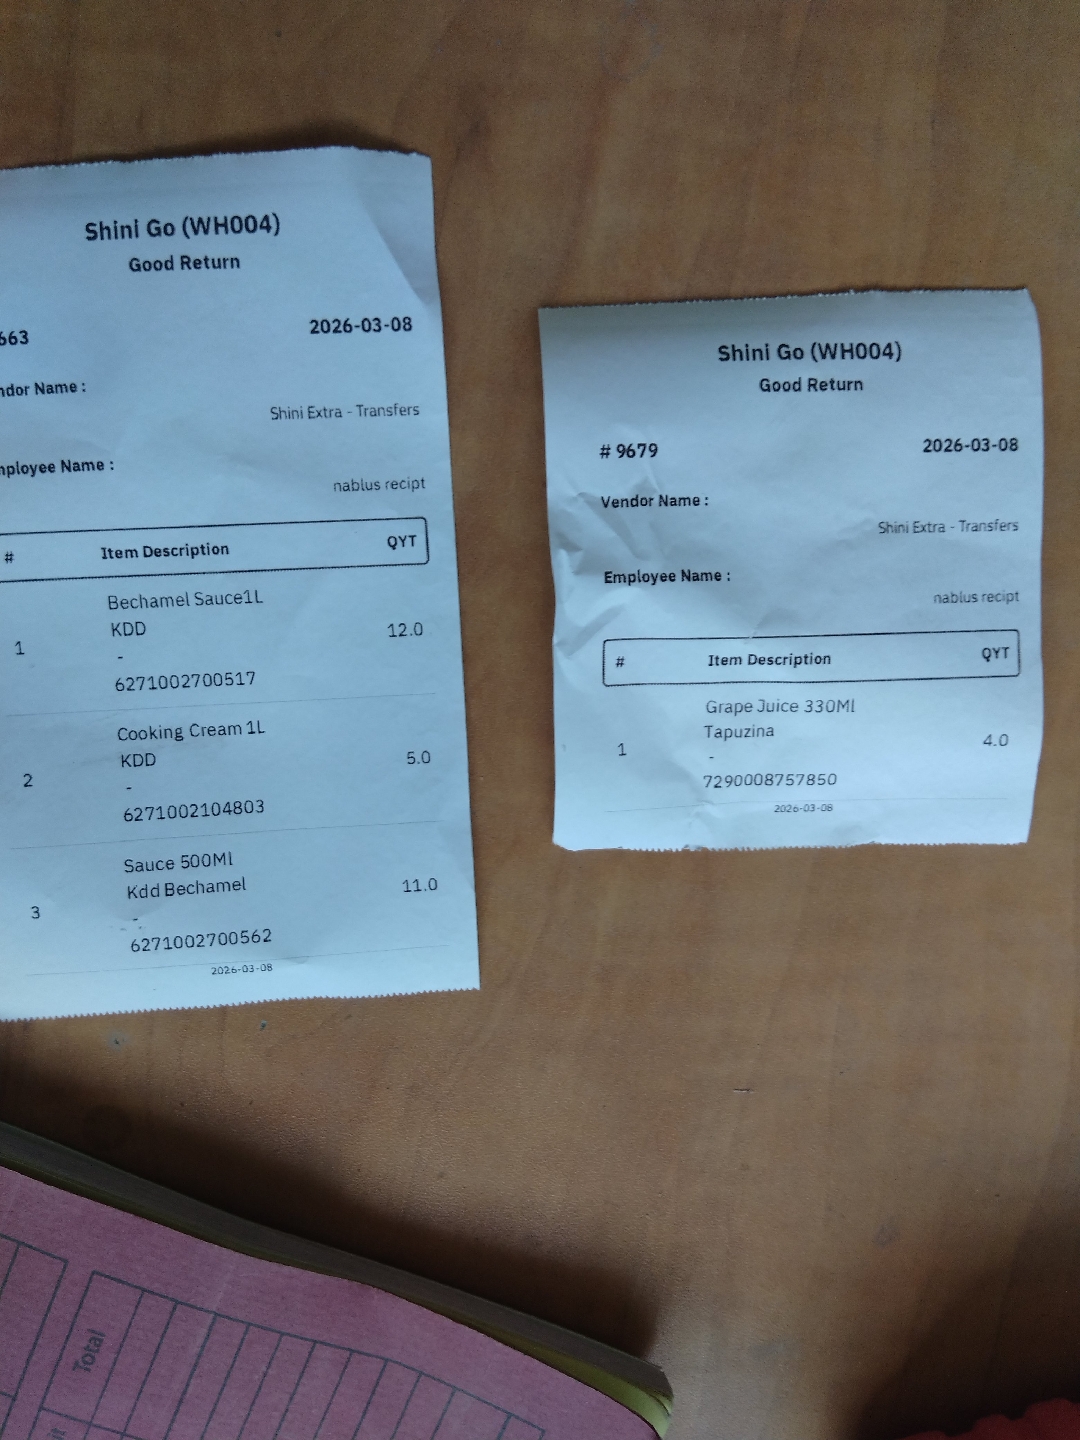 Shini Go (WH004)
Good Return
663 2026-03-08
ndor Name :
Shini Extra - Transfers
mployee Name :
nablus recipt
# Item Description QYT
1 Bechamel Sauce1L
KDD 12.0
-
6271002700517
2 Cooking Cream 1L
KDD 5.0
-
6271002104803
3 Sauce 500Ml
Kdd Bechamel 11.0
-
6271002700562
2026-03-08
Shini Go (WH004)
Good Return
# 9679 2026-03-08
Vendor Name :
Shini Extra - Transfers
Employee Name :
nablus recipt
# Item Description QYT
1 Grape Juice 330Ml
Tapuzina 4.0
-
7290008757850
2026-03-08
Total